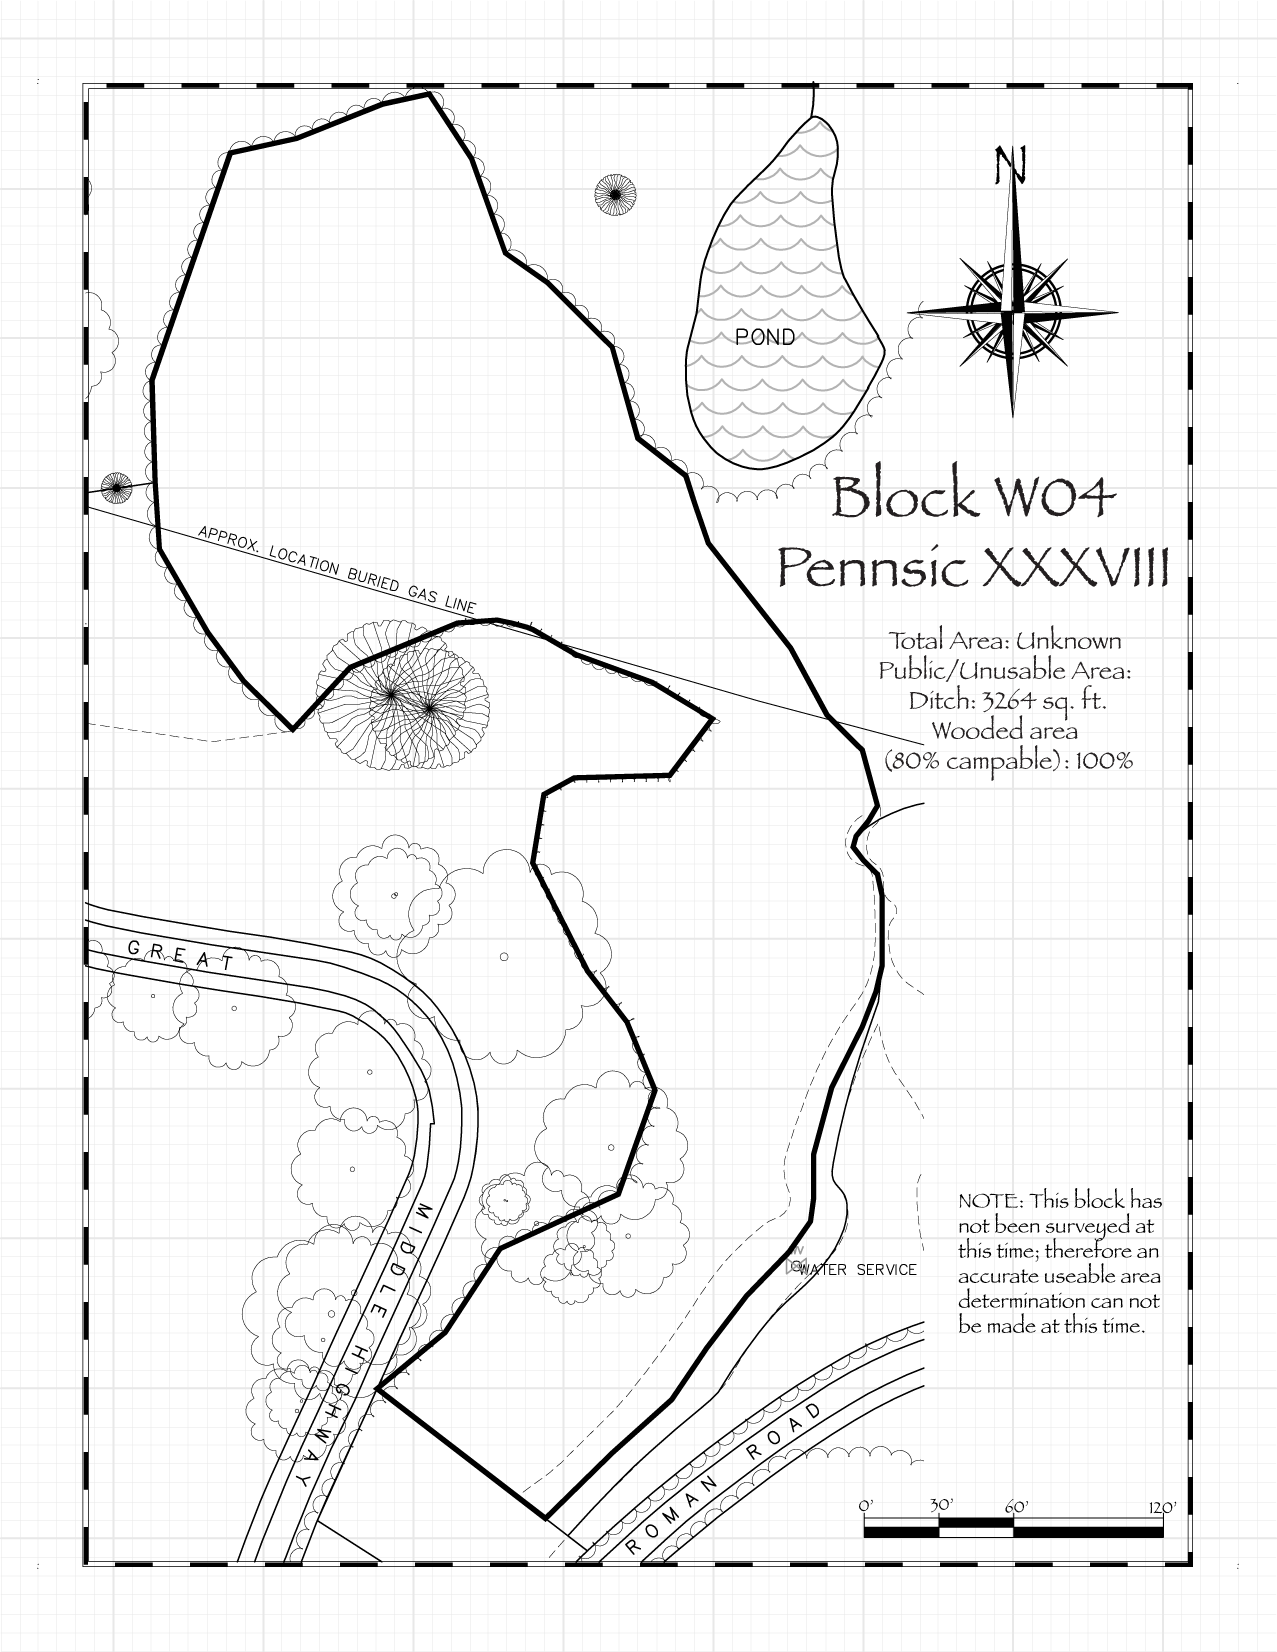 N
POND
Block W04
Pennsic XXXVIII
APPROX. LOCATION BURIED GAS LINE
Total Area: Unknown
Public/Unusable Area:
Ditch: 3264 sq. ft.
Wooded area
(80% campable): 100%
GREAT
MIDDLE HIGHWAY
NOTE: This block has
not been surveyed at
this time; therefore an
accurate useable area
determination can not
be made at this time.
W
WATER SERVICE
ROMAN ROAD
0' 30' 60' 120'